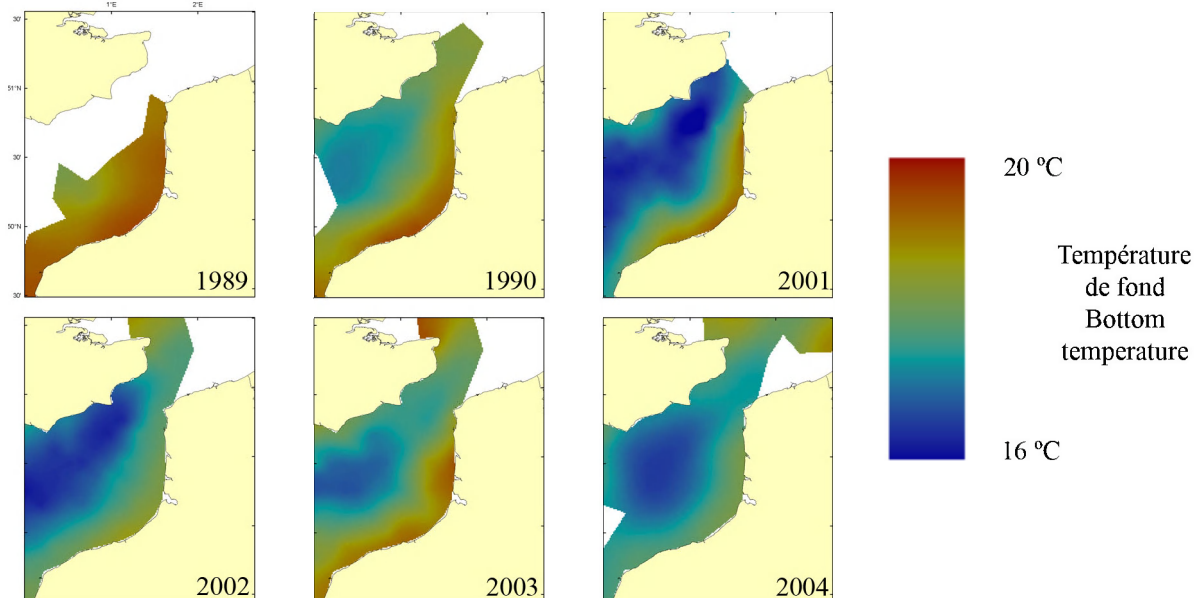 1°E 2°E
30'
51°N
30'
50°N
30'
1989
1990
2001
20 ºC
Température
de fond
Bottom
temperature
16 ºC
2002
2003
2004